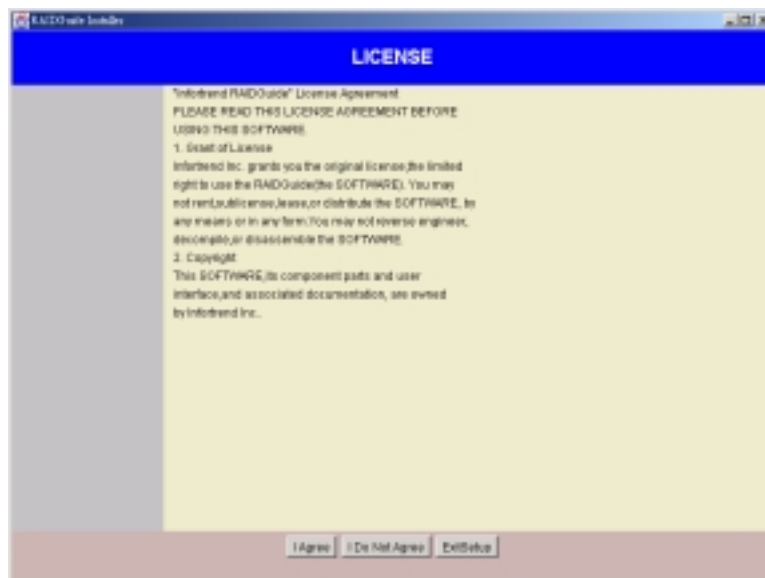 RAIDGuide Installer
LICENSE
"Infortrend RAIDGuide" License Agreement
PLEASE READ THIS LICENSE AGREEMENT BEFORE
USING THIS SOFTWARE.
1. Grant of License
Infortrend Inc. grants you the original license,the limited
right to use the RAIDGuide(the SOFTWARE). You may
not rent,sublicense,lease,or distribute the SOFTWARE, by
any means or in any form.You may not reverse engineer,
decompile,or disassemble the SOFTWARE.
2. Copyright
This SOFTWARE,its component parts and user
interface,and associated documentation, are owned
by Infortrend Inc..
I Agree
I Do Not Agree
ExitSetup